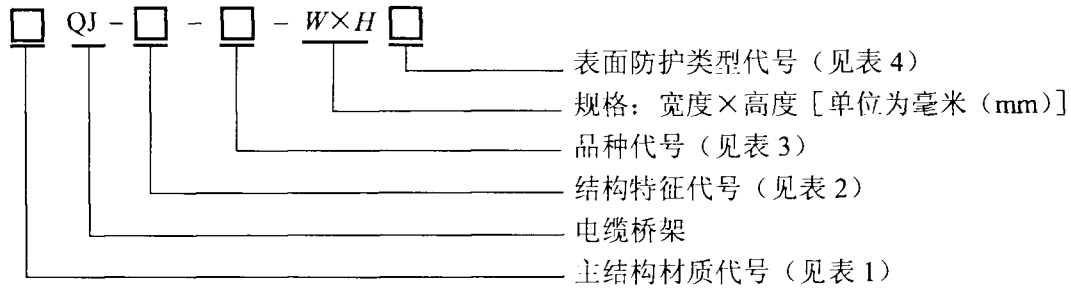 □ QJ-□-□-W×H□
表面防护类型代号（见表 4）
规格：宽度×高度［单位为毫米（mm）］
品种代号（见表 3）
结构特征代号（见表 2）
电缆桥架
主结构材质代号（见表 1）